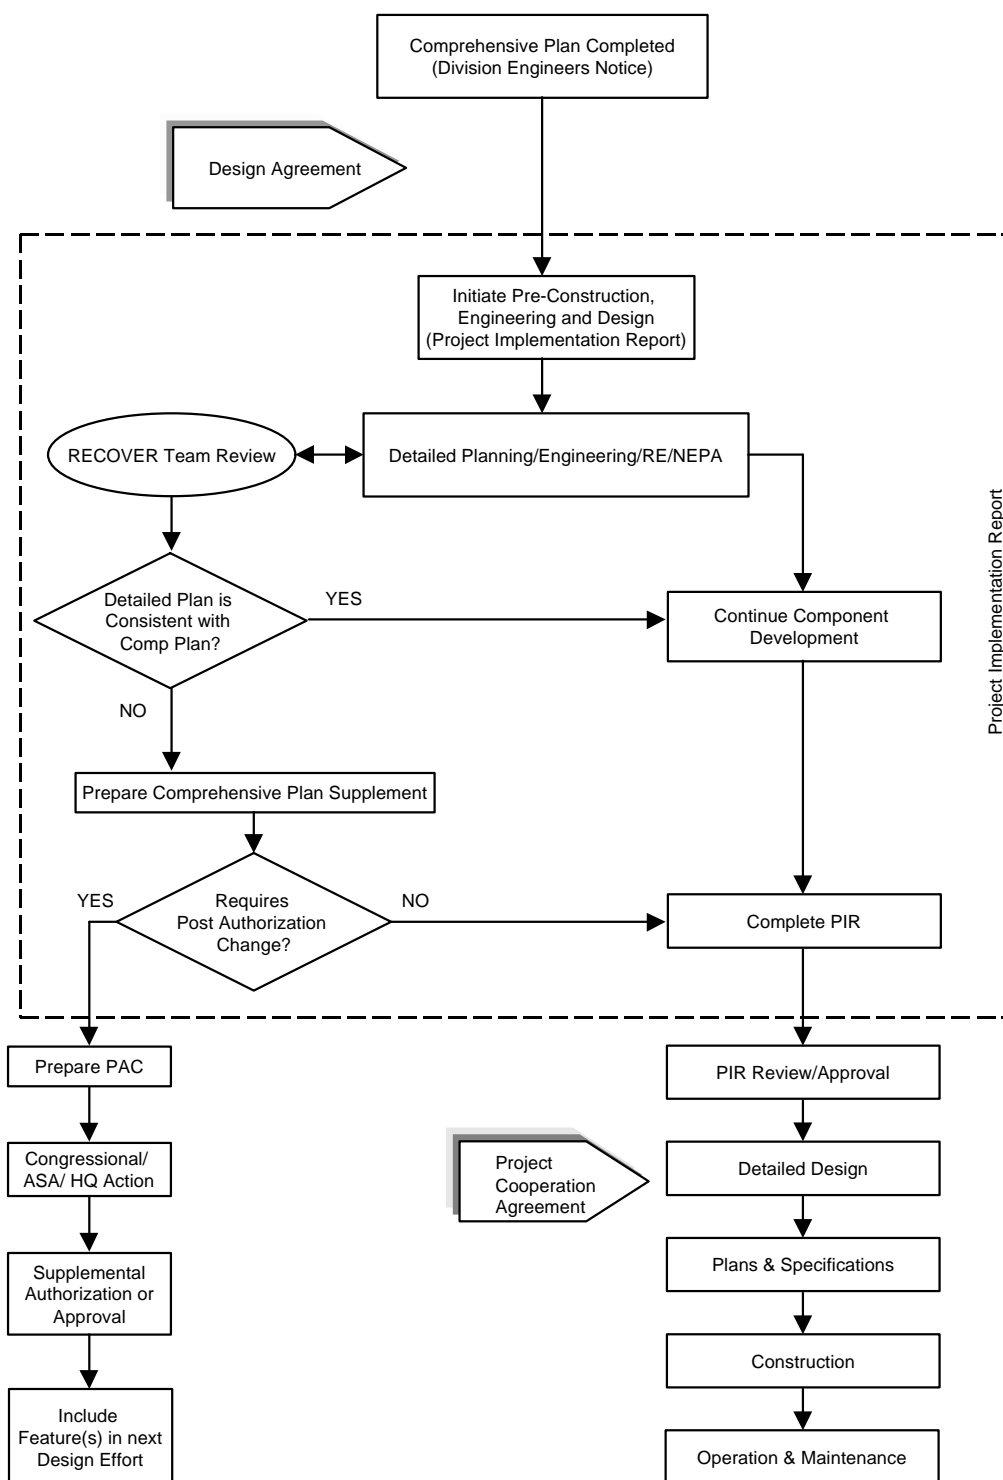 Comprehensive Plan Completed
(Division Engineers Notice)
Design Agreement
Initiate Pre-Construction,
Engineering and Design
(Project Implementation Report)
RECOVER Team Review
Detailed Planning/Engineering/RE/NEPA
Project Implementation Report
Detailed Plan is
Consistent with
Comp Plan?
YES
Continue Component
Development
NO
Prepare Comprehensive Plan Supplement
YES
Requires
Post Authorization
Change?
NO
Complete PIR
Prepare PAC
PIR Review/Approval
Congressional/
ASA/ HQ Action
Project
Cooperation
Agreement
Detailed Design
Supplemental
Authorization or
Approval
Plans & Specifications
Construction
Include
Feature(s) in next
Design Effort
Operation & Maintenance